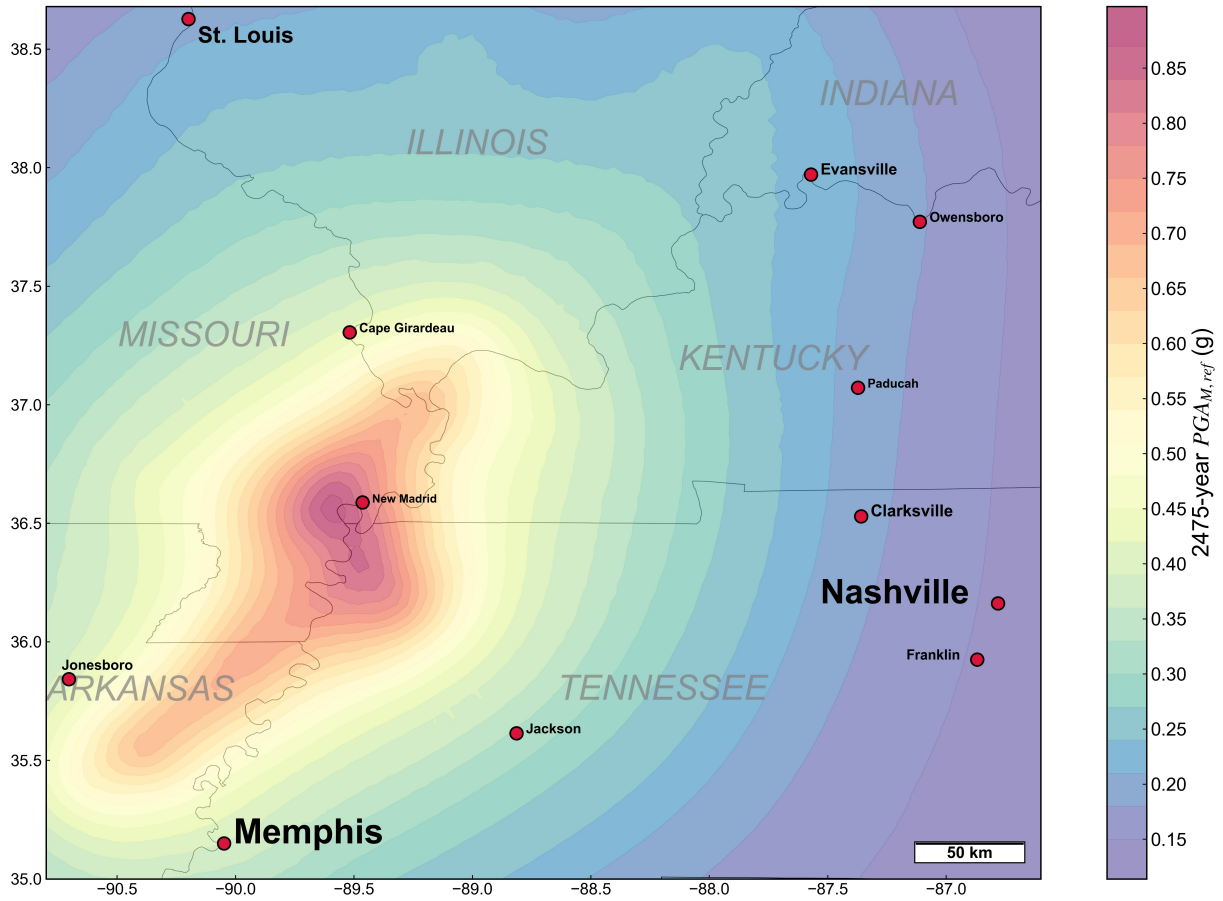 St. Louis
INDIANA
ILLINOIS
Evansville
Owensboro
MISSOURI
Cape Girardeau
KENTUCKY
Paducah
New Madrid
Clarksville
Nashville
Franklin
Jonesboro
ARKANSAS
TENNESSEE
Jackson
Memphis
50 km
38.5
38.0
37.5
37.0
36.5
36.0
35.5
35.0
−90.5
−90.0
−89.5
−89.0
−88.5
−88.0
−87.5
−87.0
0.85
0.80
0.75
0.70
0.65
0.60
0.55
0.50
0.45
0.40
0.35
0.30
0.25
0.20
0.15
2475-year PGA_{M,ref} (g)